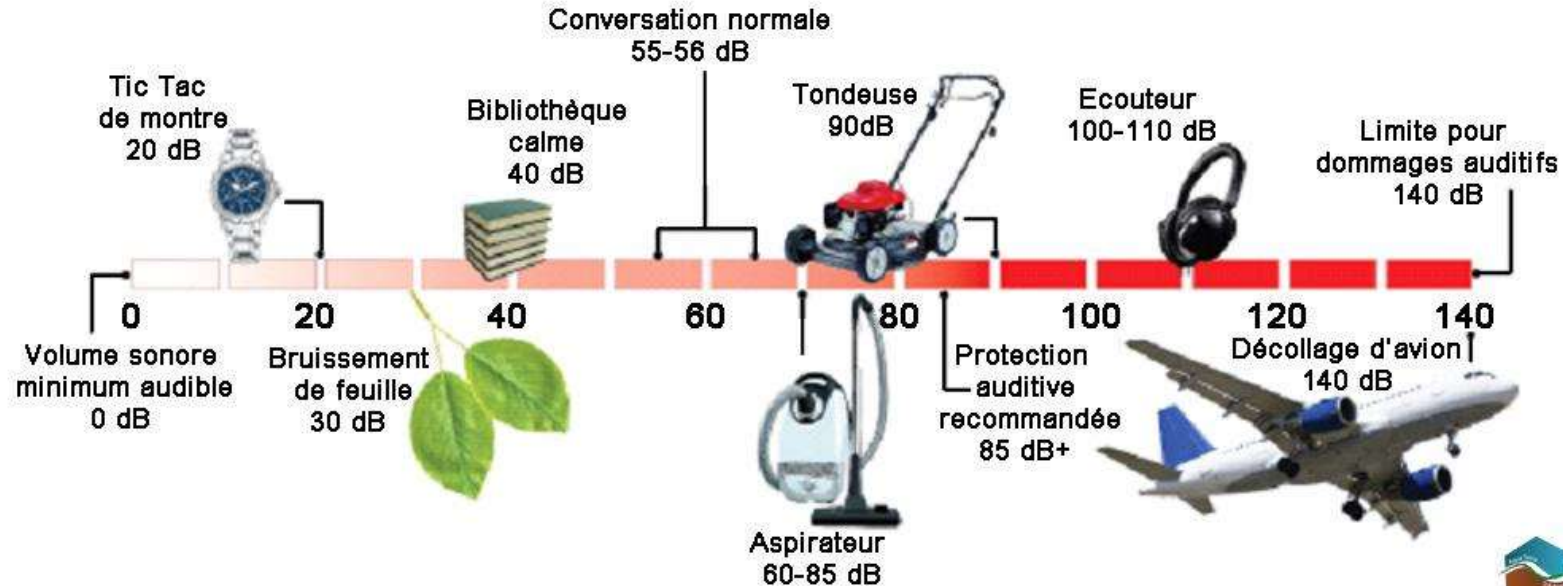 Conversation normale
55-56 dB
Tic Tac
de montre
20 dB
Bibliothèque
calme
40 dB
Tondeuse
90dB
Ecouteur
100-110 dB
Limite pour
dommages auditifs
140 dB
0 20 40 60 80 100 120 140
Volume sonore
minimum audible
0 dB
Bruissement
de feuille
30 dB
Aspirateur
60-85 dB
Protection
auditive
recommandée
85 dB+
Décollage d'avion
140 dB